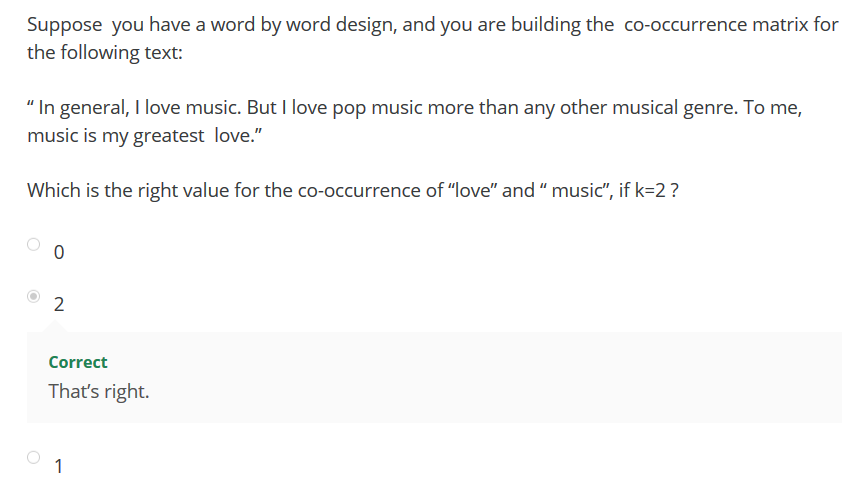 Suppose  you have a word by word design, and you are building the  co-occurrence matrix for
the following text:
“ In general, I love music. But I love pop music more than any other musical genre. To me,
music is my greatest  love.”
Which is the right value for the co-occurrence of “love” and “ music”, if k=2 ?
0
2
Correct
That’s right.
1